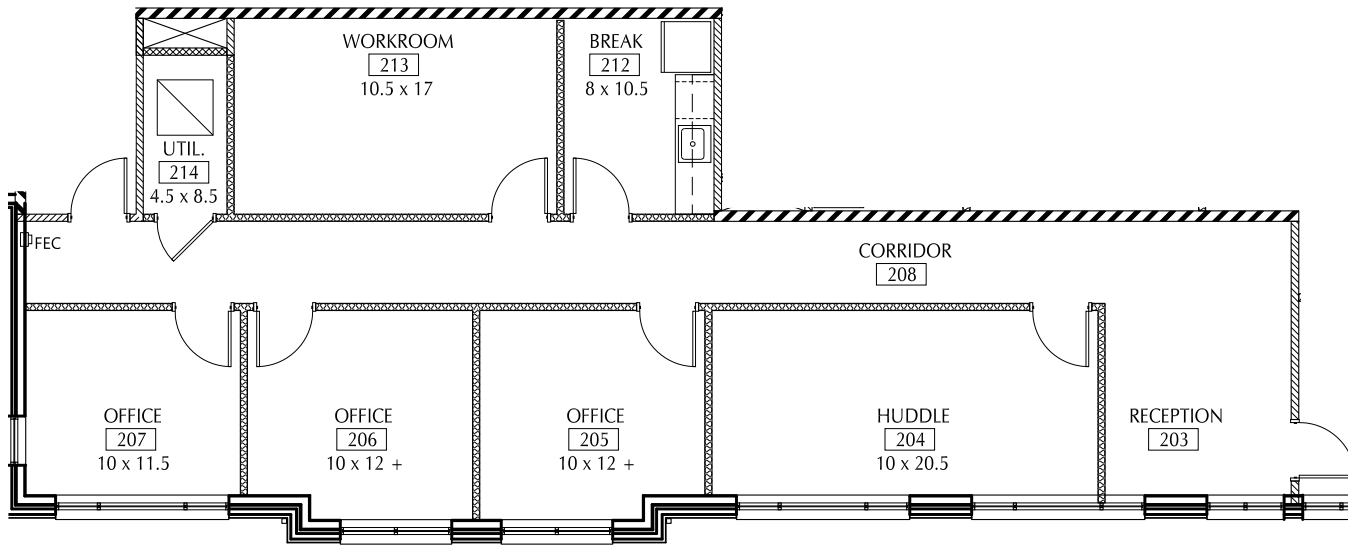 WORKROOM
213
10.5 x 17
BREAK
212
8 x 10.5
UTIL.
214
4.5 x 8.5
FEC
CORRIDOR
208
OFFICE
207
10 x 11.5
OFFICE
206
10 x 12 +
OFFICE
205
10 x 12 +
HUDDLE
204
10 x 20.5
RECEPTION
203